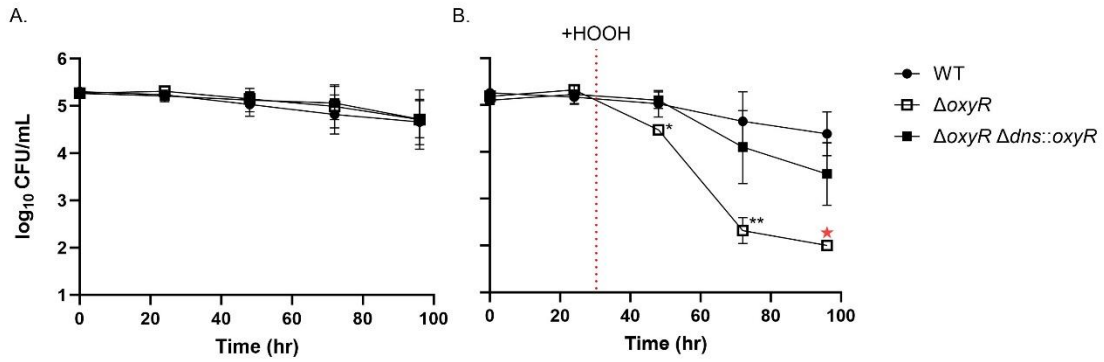 A.
B.
+HOOH
log₁₀ CFU/mL
6
5
4
3
2
1
0 20 40 60 80 100
Time (hr)
0 20 40 60 80 100
Time (hr)
*
**
WT
ΔoxyR
ΔoxyR Δdns::oxyR